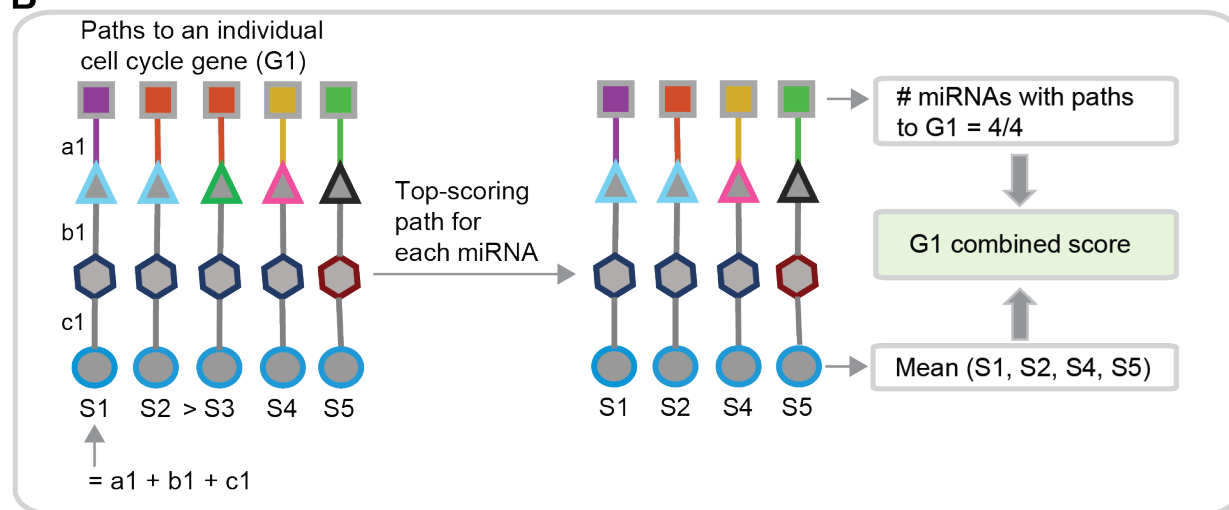 B
Paths to an individual
cell cycle gene (G1)
a1
b1
c1
S1 S2 > S3 S4 S5
= a1 + b1 + c1
Top-scoring
path for
each miRNA
S1 S2 S4 S5
# miRNAs with paths
to G1 = 4/4
G1 combined score
Mean (S1, S2, S4, S5)